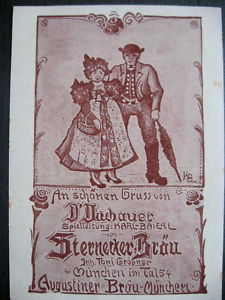 An schönen Gruss von
D'Dachauer
Spielleitung: KARL BAIERL
im
Sternecker-Bräu
Inh. Toni
München im Tal 54
Augustiner-Bräu-München